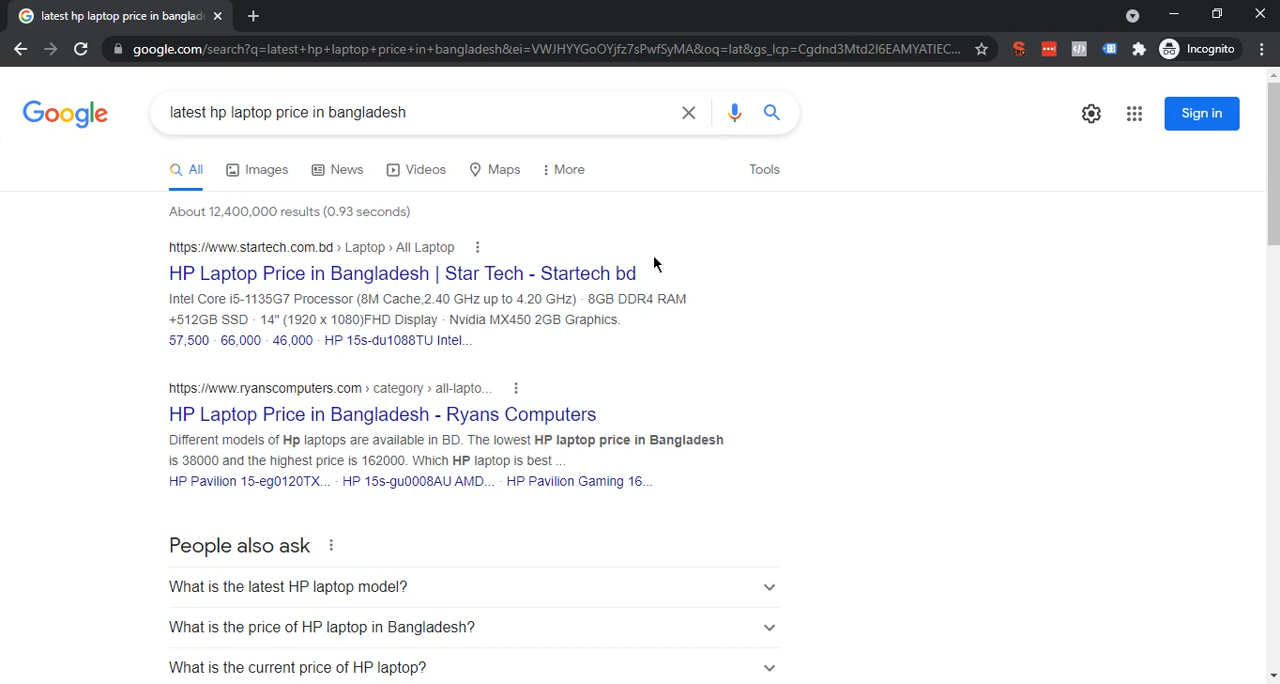 latest hp laptop price in banglad
google.com/search?q=latest+hp+laptop+price+in+bangladesh&ei=VWJHYYGoOYjfz7sPwfSyMA&oq=lat&gs_lcp=Cgdnd3Mtd2l6EAMYATIEC...
Incognito
Google
latest hp laptop price in bangladesh
Sign in
All Images News Videos Maps More Tools
About 12,400,000 results (0.93 seconds)
https://www.startech.com.bd › Laptop › All Laptop
HP Laptop Price in Bangladesh | Star Tech - Startech bd
Intel Core i5-1135G7 Processor (8M Cache,2.40 GHz up to 4.20 GHz) · 8GB DDR4 RAM
+512GB SSD · 14" (1920 x 1080)FHD Display · Nvidia MX450 2GB Graphics.
57,500 · 66,000 · 46,000 · HP 15s-du1088TU Intel...
https://www.ryanscomputers.com › category › all-lapto...
HP Laptop Price in Bangladesh - Ryans Computers
Different models of Hp laptops are available in BD. The lowest HP laptop price in Bangladesh
is 38000 and the highest price is 162000. Which HP laptop is best ...
HP Pavilion 15-eg0120TX... · HP 15s-gu0008AU AMD... · HP Pavilion Gaming 16...
People also ask
What is the latest HP laptop model?
What is the price of HP laptop in Bangladesh?
What is the current price of HP laptop?